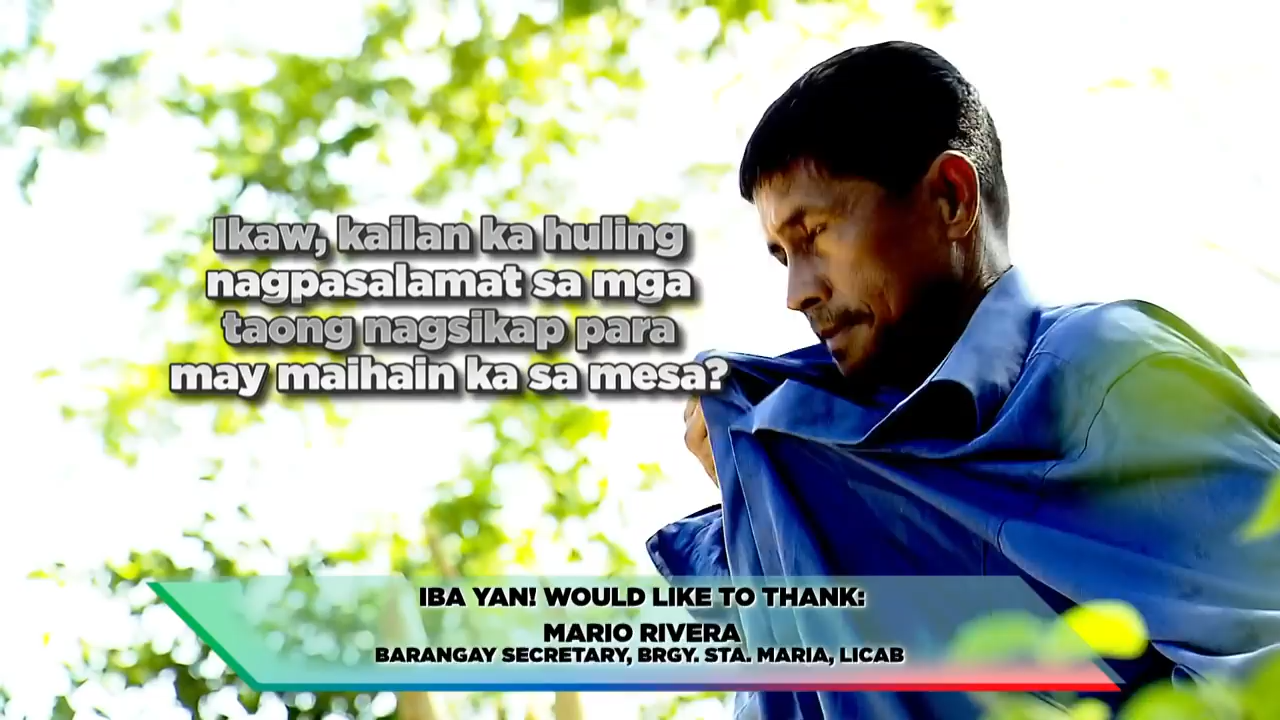 Ikaw, kailan ka huling
nagpasalamat sa mga
taong nagsikap para
may maihain ka sa mesa?
IBA YAN! WOULD LIKE TO THANK:
MARIO RIVERA
BARANGAY SECRETARY, BRGY. STA. MARIA, LICAB